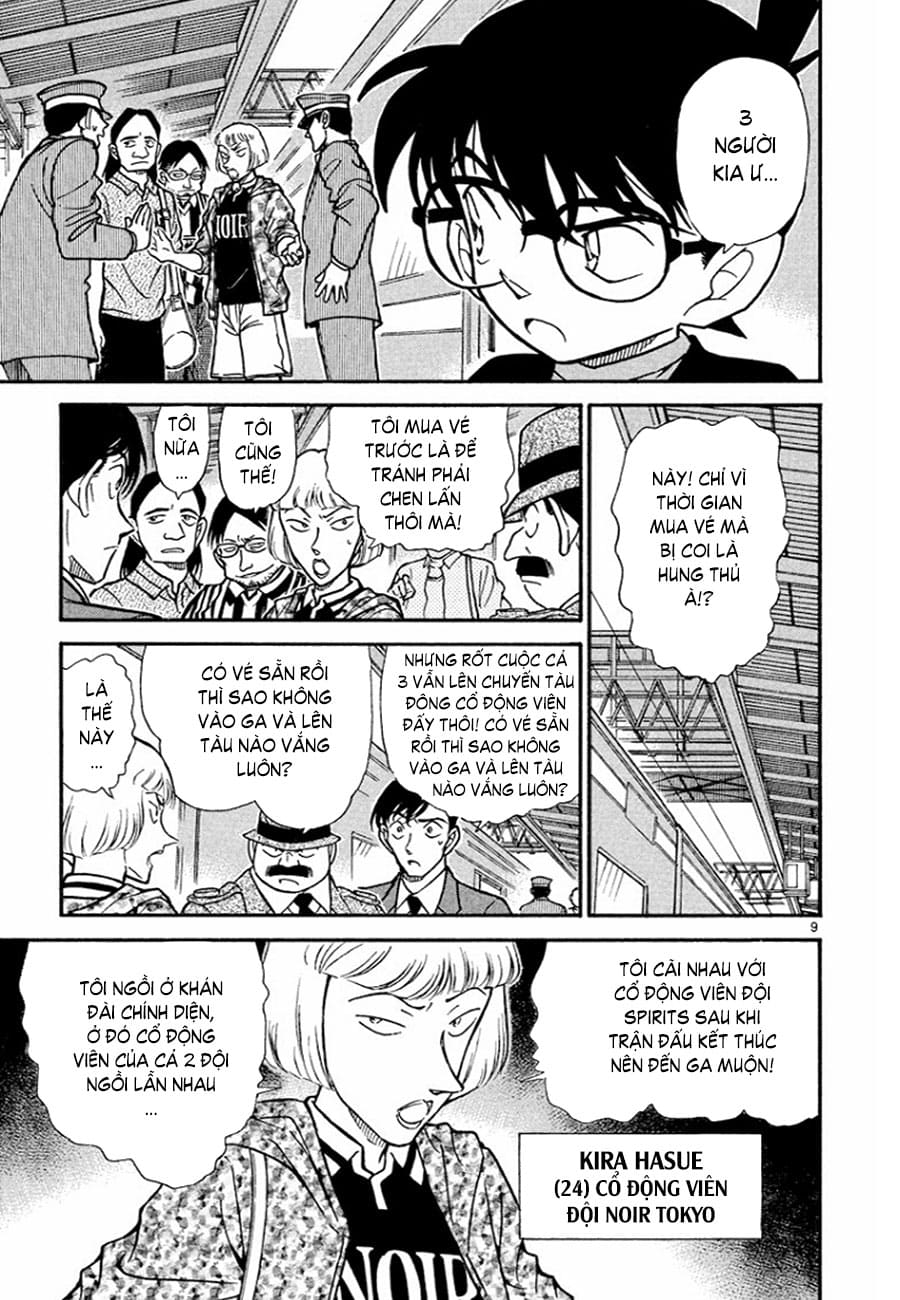 3
NGƯỜI
KIA Ư...
NOIR
NÀY! CHỈ VÌ
THỜI GIAN
MUA VÉ MÀ
BỊ COI LÀ
HUNG THỦ
À!?
TÔI MUA VÉ
TRƯỚC LÀ ĐỂ
TRÁNH PHẢI
CHEN LẤN
THÔI MÀ!
TÔI
CŨNG
THẾ!
TÔI
NỮA
...
NHƯNG RỐT CUỘC CẢ
3 VẪN LÊN CHUYẾN TÀU
ĐÔNG CỔ ĐỘNG VIÊN
ĐẤY THÔI! CÓ VÉ SẴN
RỒI THÌ SAO KHÔNG
VÀO GA VÀ LÊN TÀU
NÀO VẮNG LUÔN?
CÓ VÉ SẴN RỒI
THÌ SAO KHÔNG
VÀO GA VÀ LÊN
TÀU NÀO VẮNG
LUÔN?
LÀ
THẾ
NÀY
...
9
TÔI CÃI NHAU VỚI
CỔ ĐỘNG VIÊN ĐỘI
SPIRITS SAU KHI
TRẬN ĐẤU KẾT THÚC
NÊN ĐẾN GA MUỘN!
TÔI NGỒI Ở KHÁN
ĐÀI CHÍNH DIỆN,
Ở ĐÓ CỔ ĐỘNG
VIÊN CỦA CẢ 2 ĐỘI
NGỒI LẪN NHAU
...
KIRA HASUE
(24) CỔ ĐỘNG VIÊN
ĐỘI NOIR TOKYO
NOIR